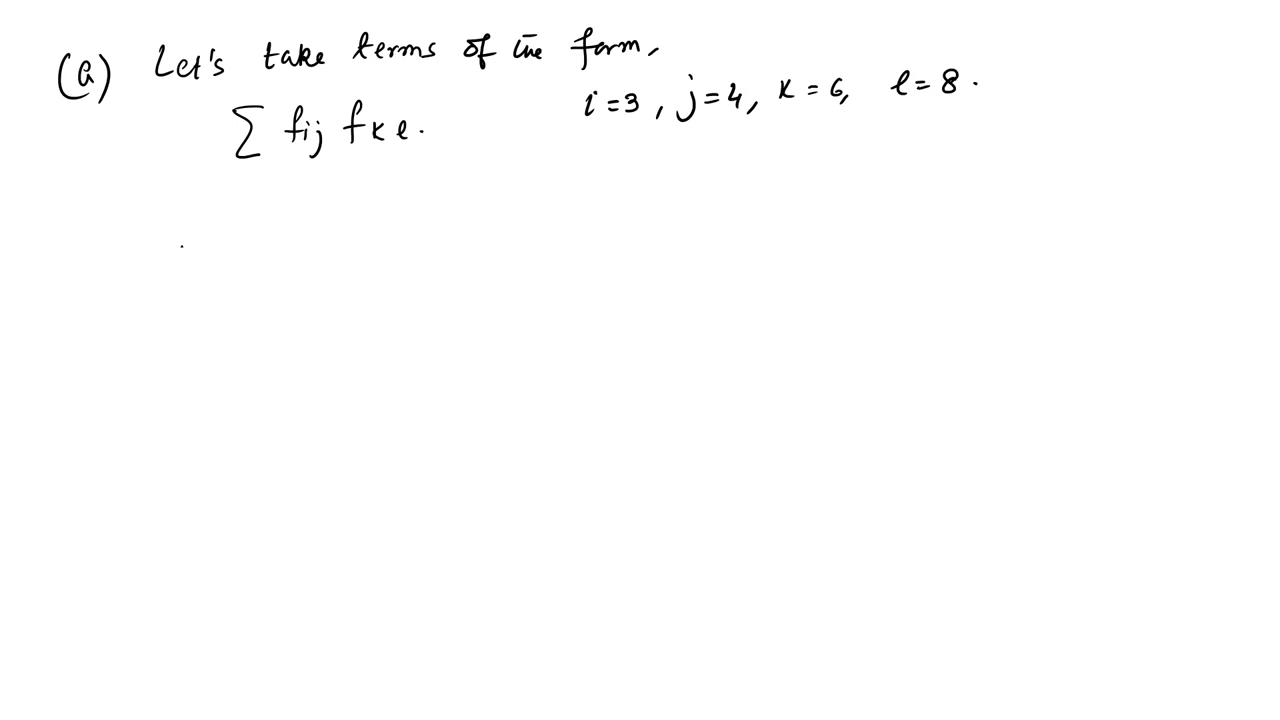 (a) Let's take terms of the form,
i = 3, j = 4, k = 6, l = 8.
∑ fij fkl.